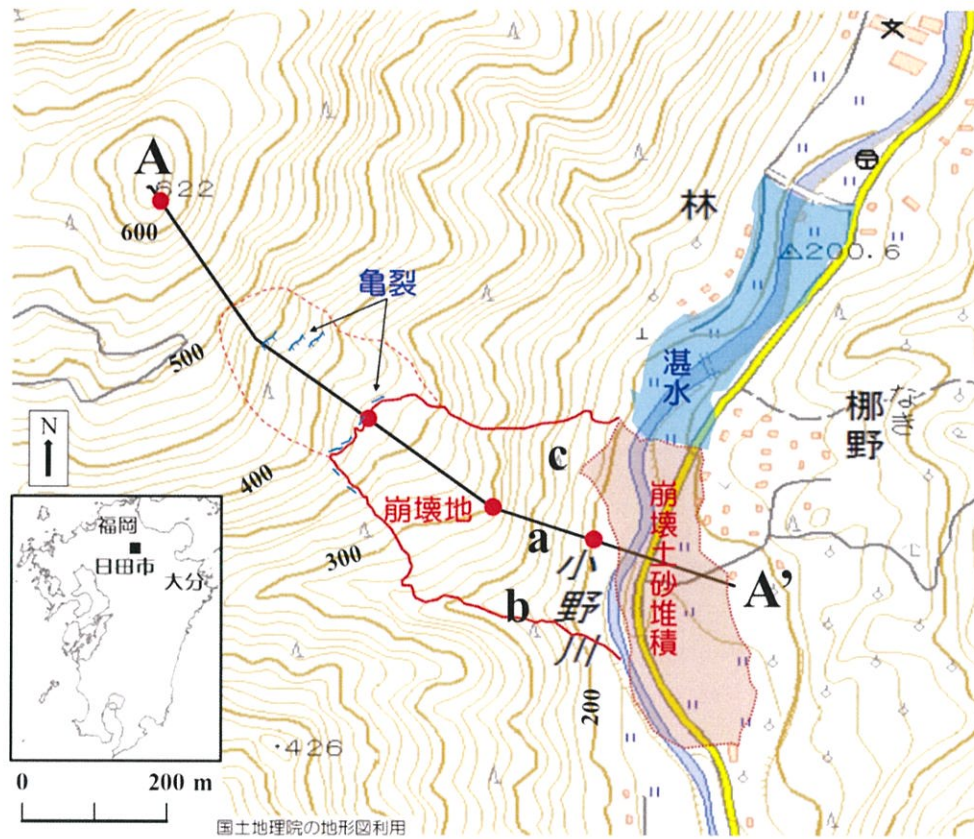 A
622
600
亀裂
500
林
200.6
湛水
梛野
なぎ
N
400
c
崩壊地
崩壊土砂堆積
a
300
b
小野川
A’
200
福岡
日田市
大分
・426
0
200 m
国土地理院の地形図利用